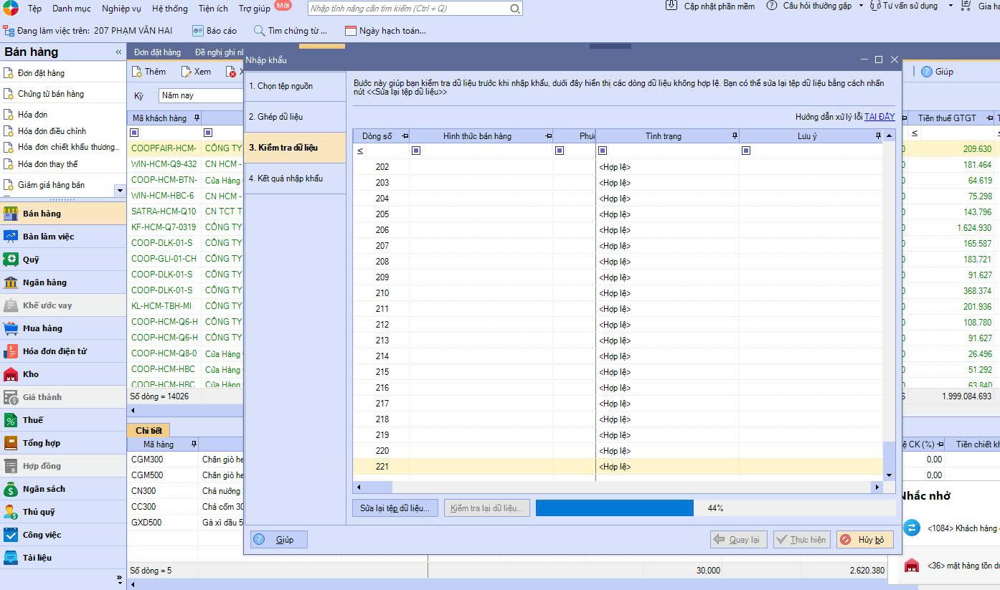 Tệp Danh mục Nghiệp vụ Hệ thống Tiện ích Trợ giúp Mới Nhập tính năng cần tìm kiếm (Ctrl + Q) Cập nhật phần mềm Câu hỏi thường gặp Tư vấn sử dụng Gia hạ
Đang làm việc trên: 207 PHẠM VĂN HAI Báo cáo Tìm chứng từ ... Ngày hạch toán...
Bán hàng «
Đơn đặt hàng
Chứng từ bán hàng
Hóa đơn
Hóa đơn điều chỉnh
Hóa đơn chiết khấu thương...
Hóa đơn thay thế
Giảm giá hàng bán
Bán hàng
Bàn làm việc
Quỹ
Ngân hàng
Khế ước vay
Mua hàng
Hóa đơn điện tử
Kho
Giá thành
Thuế
Tổng hợp
Hợp đồng
Ngân sách
Thủ quỹ
Công việc
Tài liệu
»
Đơn đặt hàng Đề nghị ghi nh
Thêm Xem X
Kỳ Năm nay
Mã khách hàng
COOPFAIR-HCM- CÔNG TY
WIN-HCM-Q9-432 CN HCM -
COOP-HCM-BTN- Cửa Hàng
WIN-HCM-HBC-6 CN HCM -
SATRA-HCM-Q10 CN TCT T
KF-HCM-Q7-0319 CÔNG TY
COOP-DLK-01-S CÔNG TY
COOP-GLI-01-CH CÔNG TY
COOP-DLK-01-S CÔNG TY
COOP-DLK-01-S CÔNG TY
KL-HCM-TBH-MI CÔNG TY
COOP-HCM-Q6-H CÔNG TY
COOP-HCM-Q6-H CÔNG TY
COOP-HCM-Q8-0 Cửa Hàng
COOP-HCM-HBC Cửa Hàng
COOP-HCM-HBC Cửa Hàng
Số dòng = 14026
Chi tiết
Mã hàng
CGM300 Chân giò he
CGM500 Chân giò he
CN300 Chả nướng
CC300 Chả cốm 30
GXD500 Gà xì dầu 5
Số dòng = 5 30,000 2.620.380
Nhập khẩu
1. Chọn tệp nguồn
2. Ghép dữ liệu
3. Kiểm tra dữ liệu
4. Kết quả nhập khẩu
Bước này giúp bạn kiểm tra dữ liệu trước khi nhập khẩu, dưới đây hiển thị các dòng dữ liệu không hợp lệ. Bạn có thể sửa lại tệp dữ liệu bằng cách nhấn
nút <<Sửa lại tệp dữ liệu>>
Hướng dẫn xử lý lỗi TẠI ĐÂY
Dòng số Hình thức bán hàng Phư Tình trạng Lưu ý
≤
202 <Hợp lệ>
203 <Hợp lệ>
204 <Hợp lệ>
205 <Hợp lệ>
206 <Hợp lệ>
207 <Hợp lệ>
208 <Hợp lệ>
209 <Hợp lệ>
210 <Hợp lệ>
211 <Hợp lệ>
212 <Hợp lệ>
213 <Hợp lệ>
214 <Hợp lệ>
215 <Hợp lệ>
216 <Hợp lệ>
217 <Hợp lệ>
218 <Hợp lệ>
219 <Hợp lệ>
220 <Hợp lệ>
221 <Hợp lệ>
Sửa lại tệp dữ liệu... Kiểm tra lại dữ liệu... 44%
Giúp Quay lại Thực hiện Hủy bỏ
Giúp
Tiền thuế GTGT T
≤ ≤
209.630
181.464
64.619
75.298
143.796
1.624.930
165.587
183.721
91.627
368.374
201.936
108.780
91.627
26.496
51.292
63.840
6 1.999.084.693
ệ CK (%) Tiền chiết kh
0,00
0,00
Nhắc nhở
<1084> Khách hàng
<36> mặt hàng tồn dư